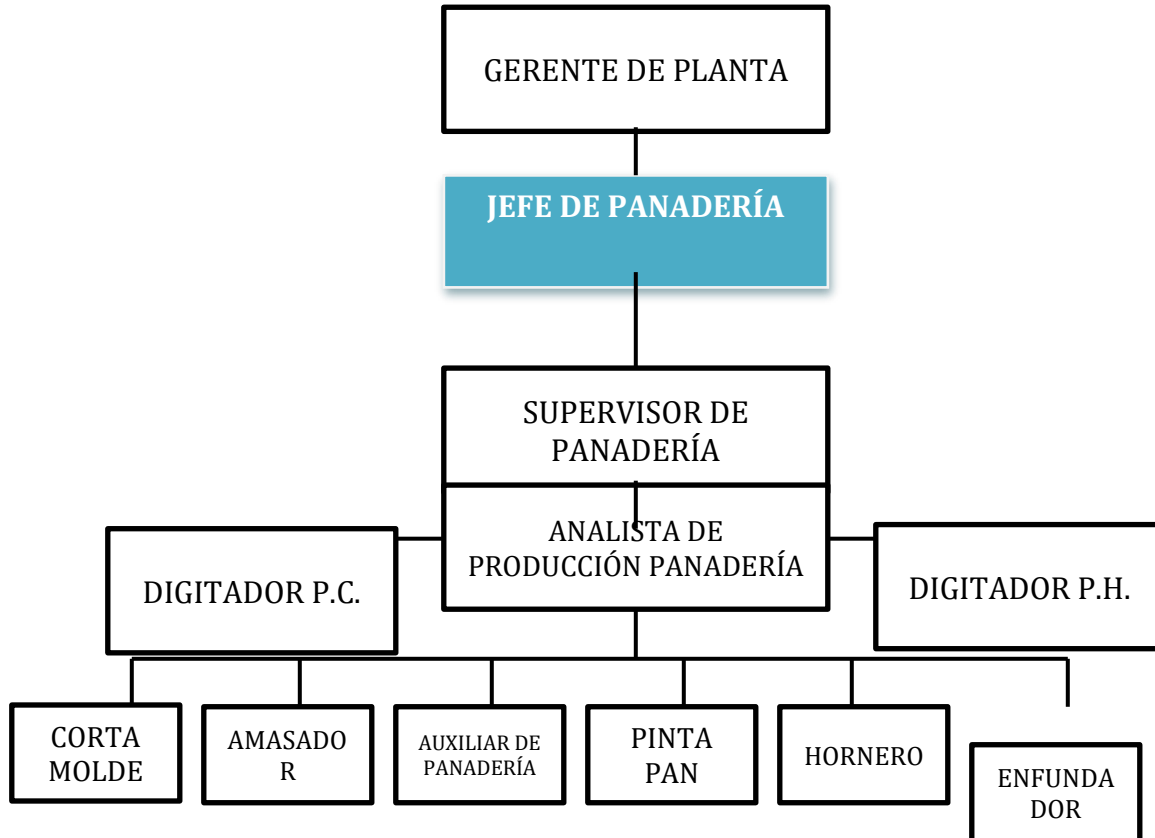 GERENTE DE PLANTA
JEFE DE PANADERÍA
SUPERVISOR DE
PANADERÍA
ANALISTA DE
PRODUCCIÓN PANADERÍA
DIGITADOR P.C.
DIGITADOR P.H.
CORTA
MOLDE
AMASADO
R
AUXILIAR DE
PANADERÍA
PINTA
PAN
HORNERO
ENFUNDA
DOR